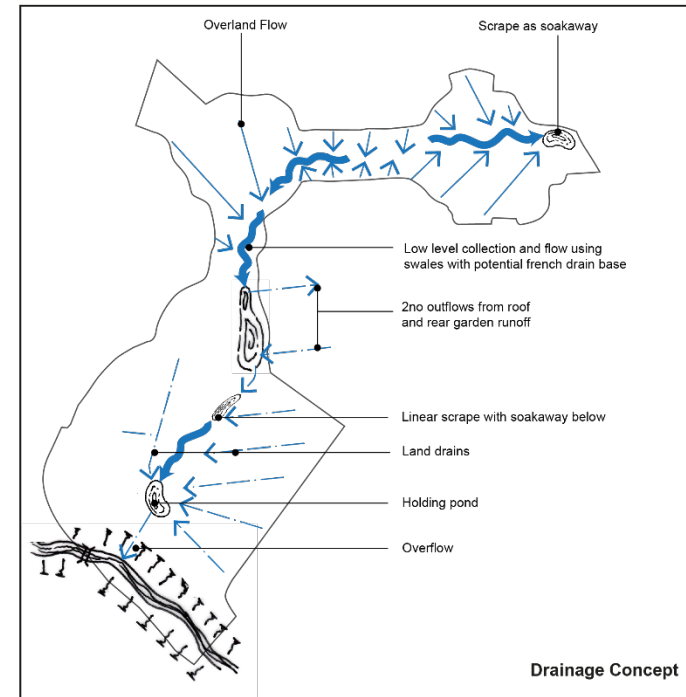 Overland Flow
Scrape as soakaway
Low level collection and flow using
swales with potential french drain base
2no outflows from roof
and rear garden runoff
Linear scrape with soakaway below
Land drains
Holding pond
Overflow
Drainage Concept